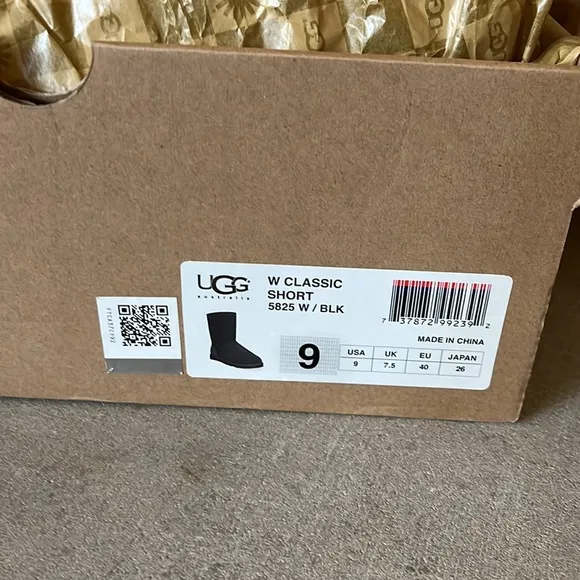 UGG
UGG
australia
W CLASSIC
SHORT
5825 W / BLK
7 37872 99239 2
MADE IN CHINA
9
USA UK EU JAPAN
9 7.5 40 26